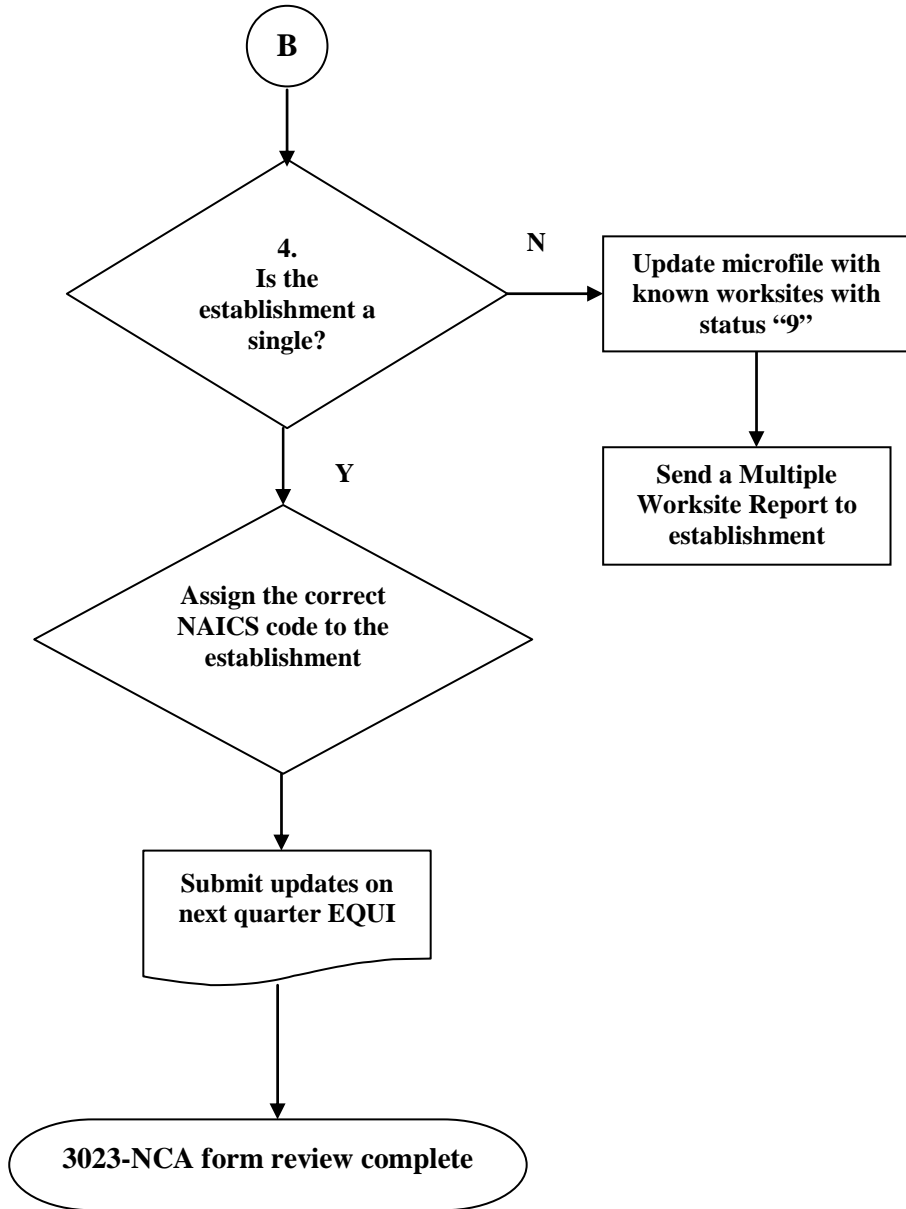 B
4.
Is the
establishment a
single?
N
Update microfile with
known worksites with
status “9”
Send a Multiple
Worksite Report to
establishment
Y
Assign the correct
NAICS code to the
establishment
Submit updates on
next quarter EQUI
3023-NCA form review complete